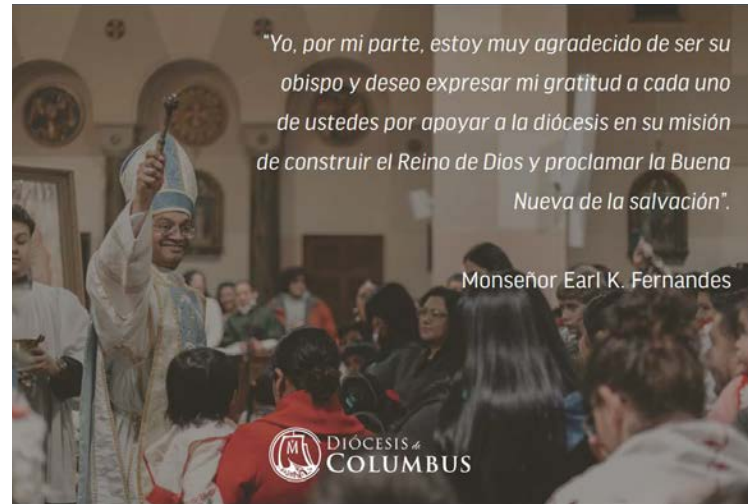 "Yo, por mi parte, estoy muy agradecido de ser su
obispo y deseo expresar mi gratitud a cada uno
de ustedes por apoyar a la diócesis en su misión
de construir el Reino de Dios y proclamar la Buena
Nueva de la salvación".
Monseñor Earl K. Fernandes
DIÓCESIS de
COLUMBUS